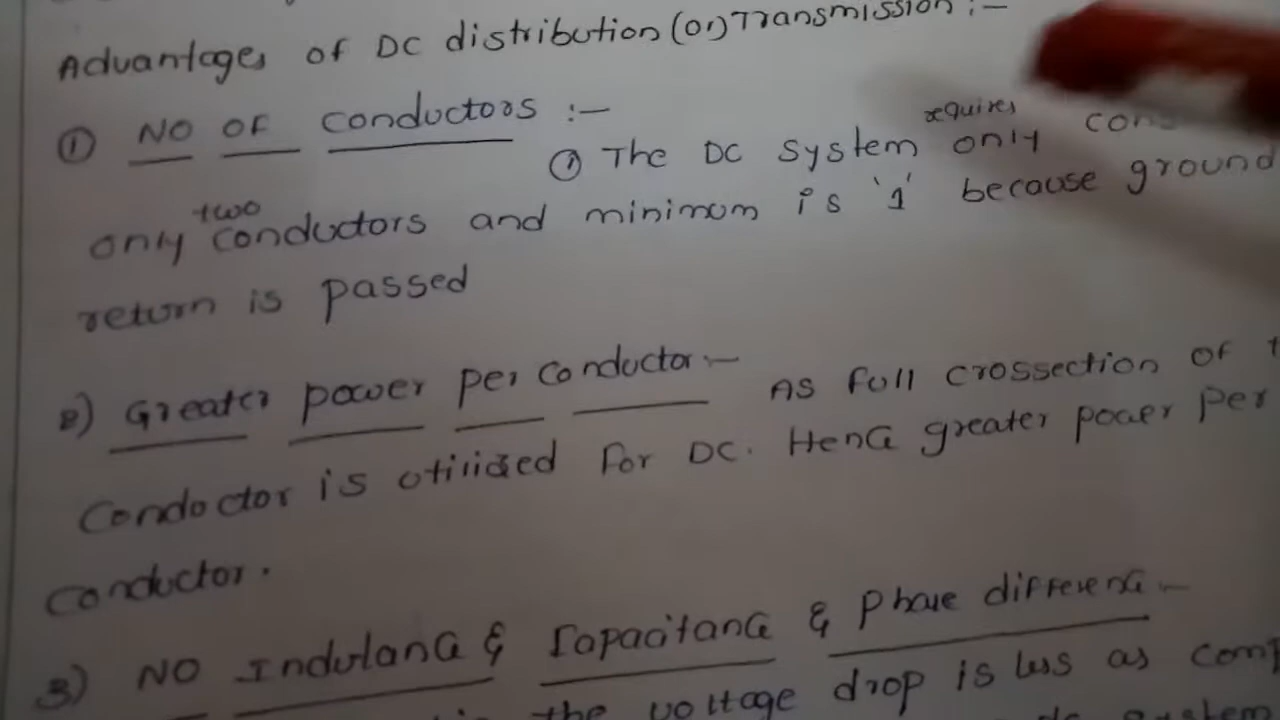 Advantages of DC distribution (or) Transmission :-
① NO OF conductors :-
requires
① The DC system only
two
only conductors and minimum is '1' because ground
return is passed
2) Greater power per conductor :-
As full crossection of
conductor is utilized for DC. Hence greater power per
conductor.
3) NO Inductance & Capacitance & phase difference -
the voltage drop is less as